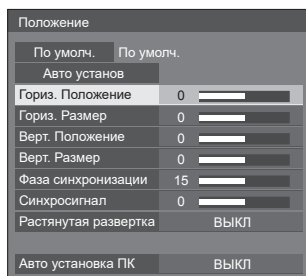 Положение
По умолч. По умолч.
Авто установ
Гориз. Положение 0
Гориз. Размер 0
Верт. Положение 0
Верт. Размер 0
Фаза синхронизации 15
Синхросигнал 0
Растянутая развертка ВЫКЛ
Авто установка ПК ВЫКЛ